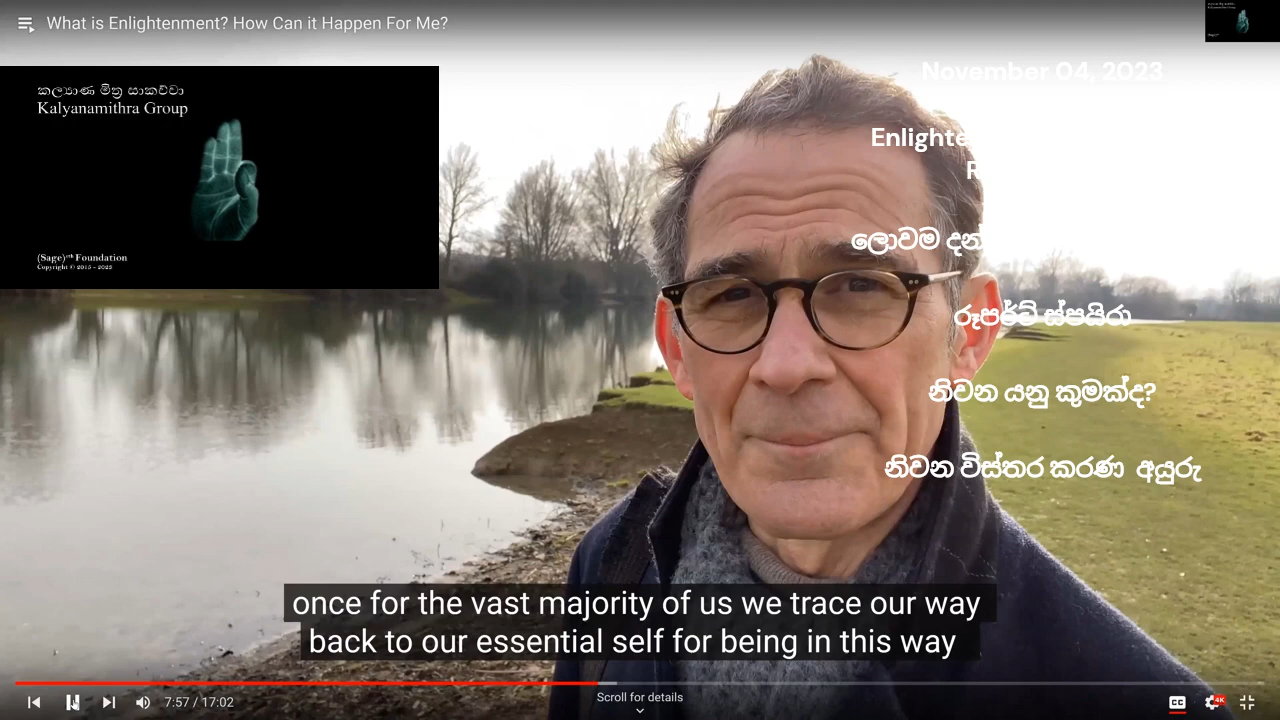 What is Enlightenment? How Can it Happen For Me?
කල්‍යාණ මිත්‍ර සාකච්චා
Kalyanamithra Group
(Sage)
Foundation
Copyright © 2015 - 2023
November 04, 2023
ලොවම
රූපර්ට් ස්පයිරා
නිවන යනු කුමක්ද?
නිවන විස්තර කරණ අයුරු
once for the vast majority of us we trace our way
back to our essential self for being in this way
7:57 / 17:02
Scroll for details
CC
4K